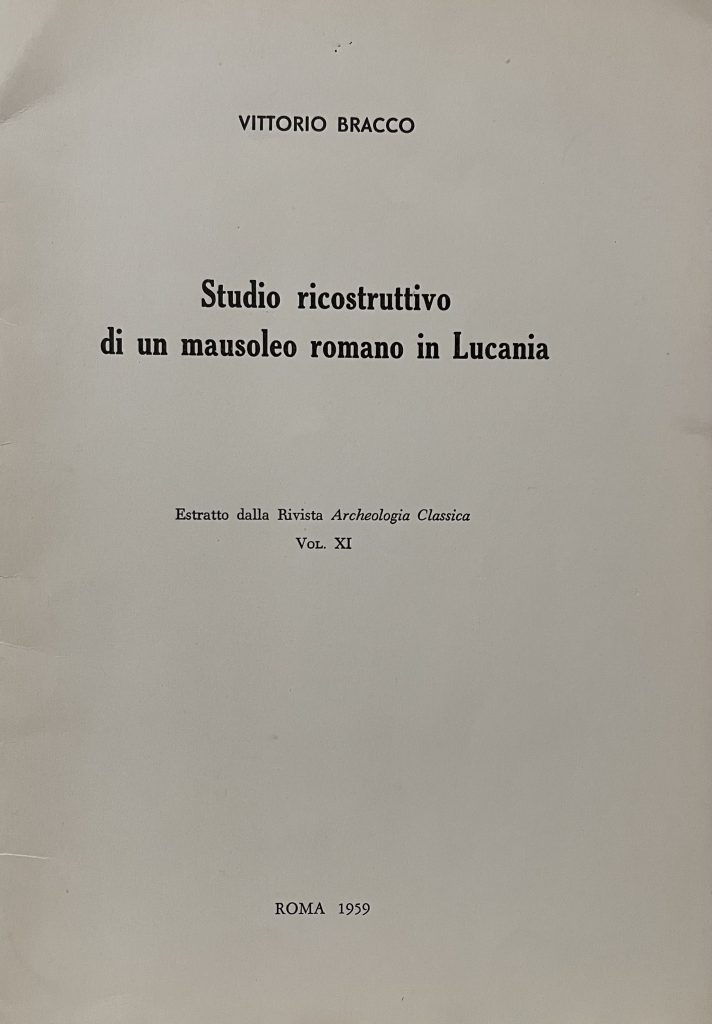 VITTORIO BRACCO
Studio ricostruttivo
di un mausoleo romano in Lucania
Estratto dalla Rivista Archeologia Classica
VOL. XI
ROMA 1959